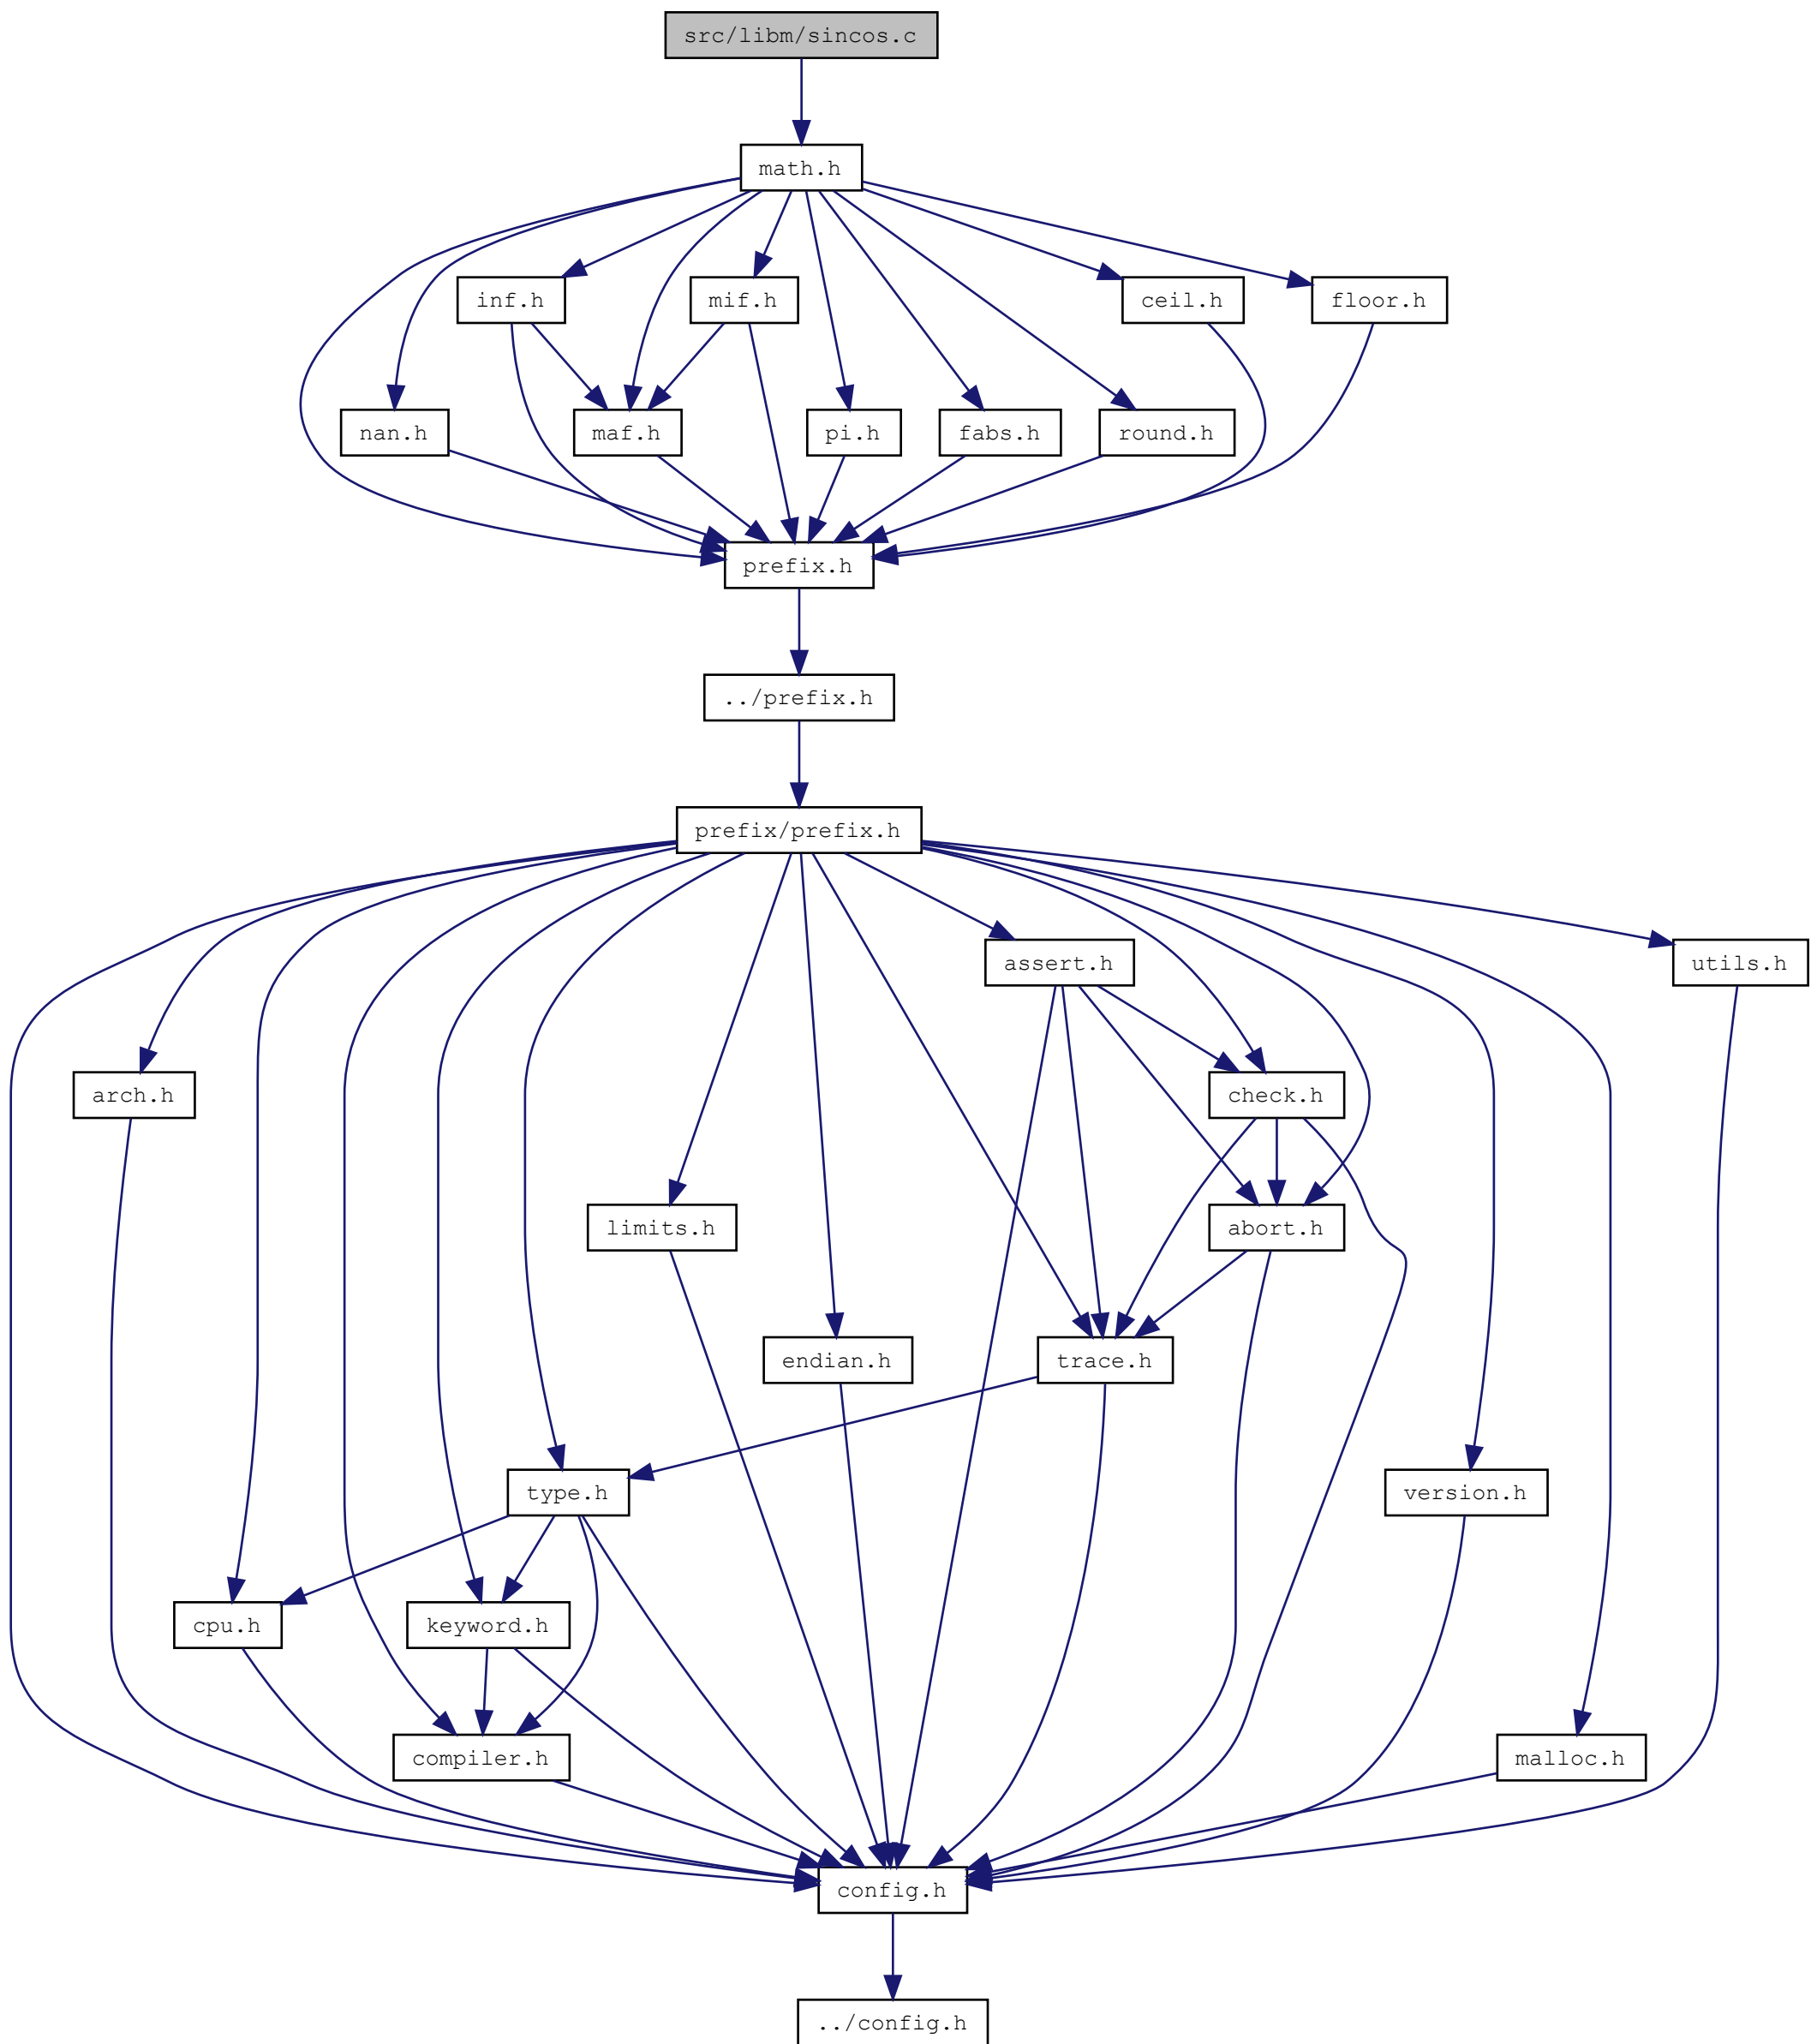 src/libm/sincos.c
math.h
inf.h
mif.h
ceil.h
floor.h
nan.h
maf.h
pi.h
fabs.h
round.h
prefix.h
../prefix.h
prefix/prefix.h
assert.h
utils.h
arch.h
check.h
limits.h
abort.h
endian.h
trace.h
type.h
version.h
cpu.h
keyword.h
compiler.h
malloc.h
config.h
../config.h